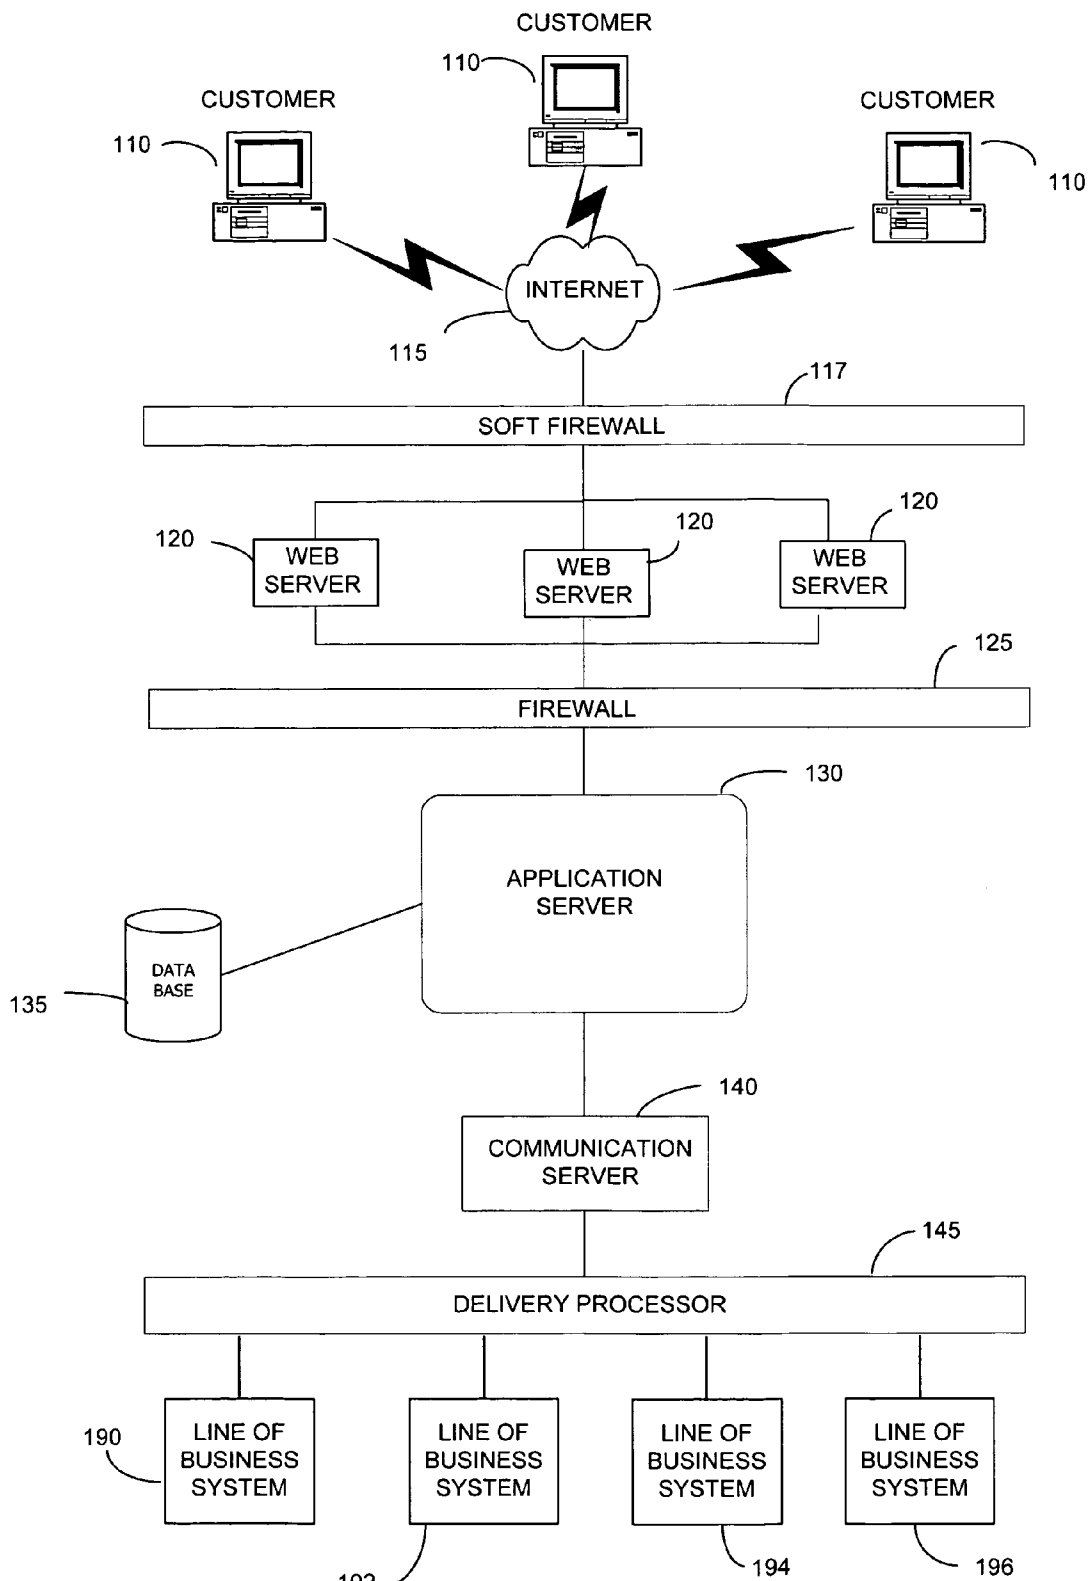 CUSTOMER
110
CUSTOMER
110
CUSTOMER
110
INTERNET
115
117
SOFT FIREWALL
120
WEB
SERVER
120
WEB
SERVER
120
WEB
SERVER
125
FIREWALL
130
APPLICATION
SERVER
DATA
BASE
135
140
COMMUNICATION
SERVER
145
DELIVERY PROCESSOR
190
LINE OF
BUSINESS
SYSTEM
LINE OF
BUSINESS
SYSTEM
LINE OF
BUSINESS
SYSTEM
LINE OF
BUSINESS
SYSTEM
194
196